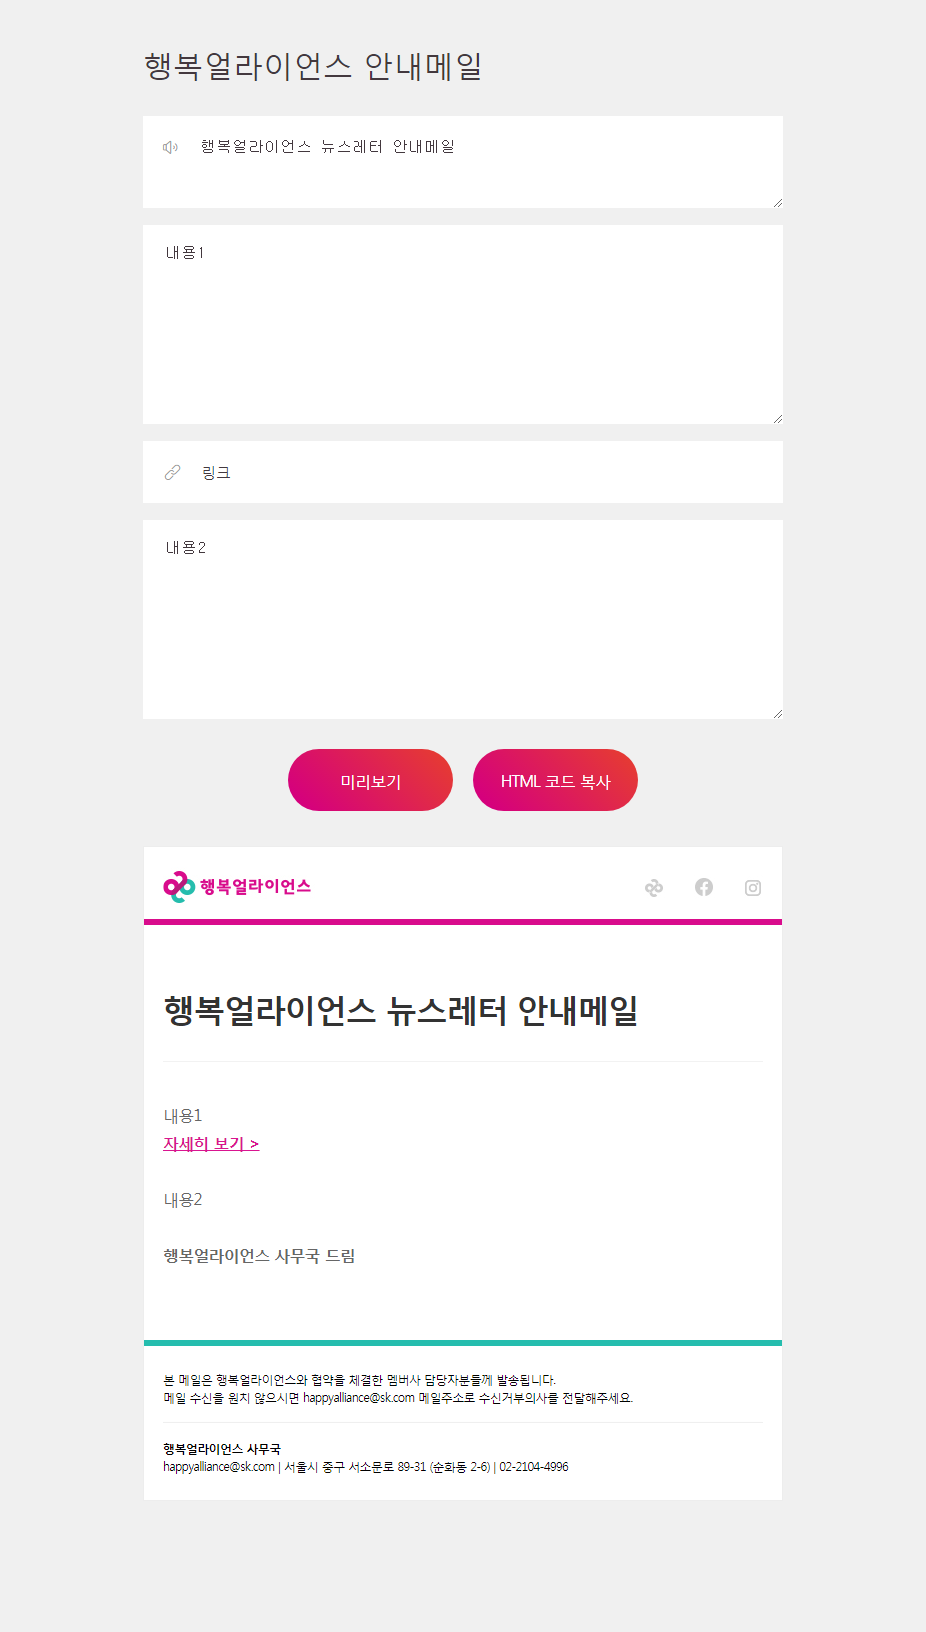 행복얼라이언스 안내메일
행복얼라이언스 뉴스레터 안내메일
내용1
링크
내용2
미리보기
HTML 코드 복사
행복얼라이언스
행복얼라이언스 뉴스레터 안내메일
내용1
자세히 보기 >
내용2
행복얼라이언스 사무국 드림
본 메일은 행복얼라이언스와 협약을 체결한 멤버사 담당자분들께 발송됩니다.
메일 수신을 원치 않으시면 happyalliance@sk.com 메일주소로 수신거부의사를 전달해주세요.
행복얼라이언스 사무국
happyalliance@sk.com | 서울시 중구 서소문로 89-31 (순화동 2-6) | 02-2104-4996